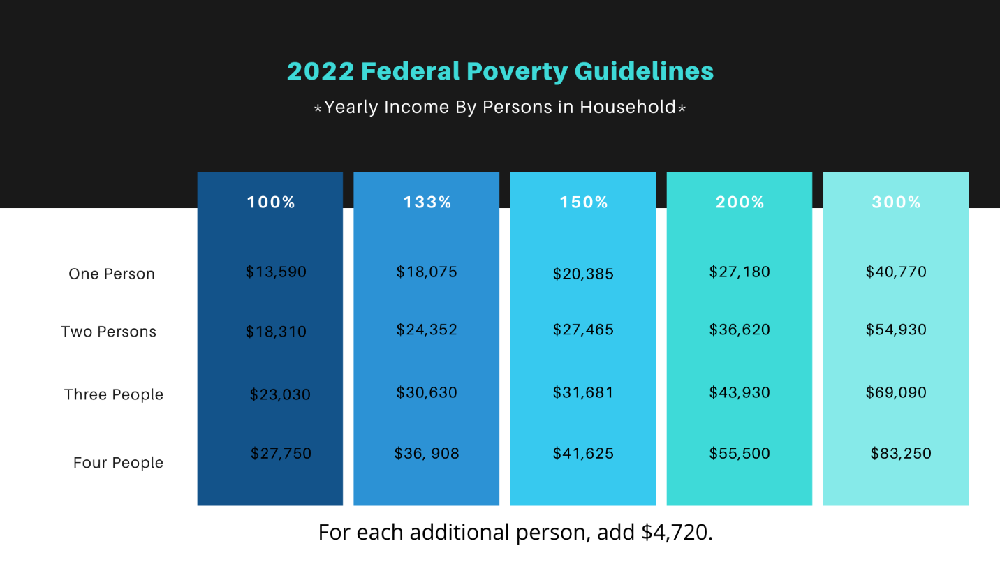 2022 Federal Poverty Guidelines
*Yearly Income By Persons in Household*
100% 133% 150% 200% 300%
One Person $13,590 $18,075 $20,385 $27,180 $40,770
Two Persons $18,310 $24,352 $27,465 $36,620 $54,930
Three People $23,030 $30,630 $31,681 $43,930 $69,090
Four People $27,750 $36, 908 $41,625 $55,500 $83,250
For each additional person, add $4,720.